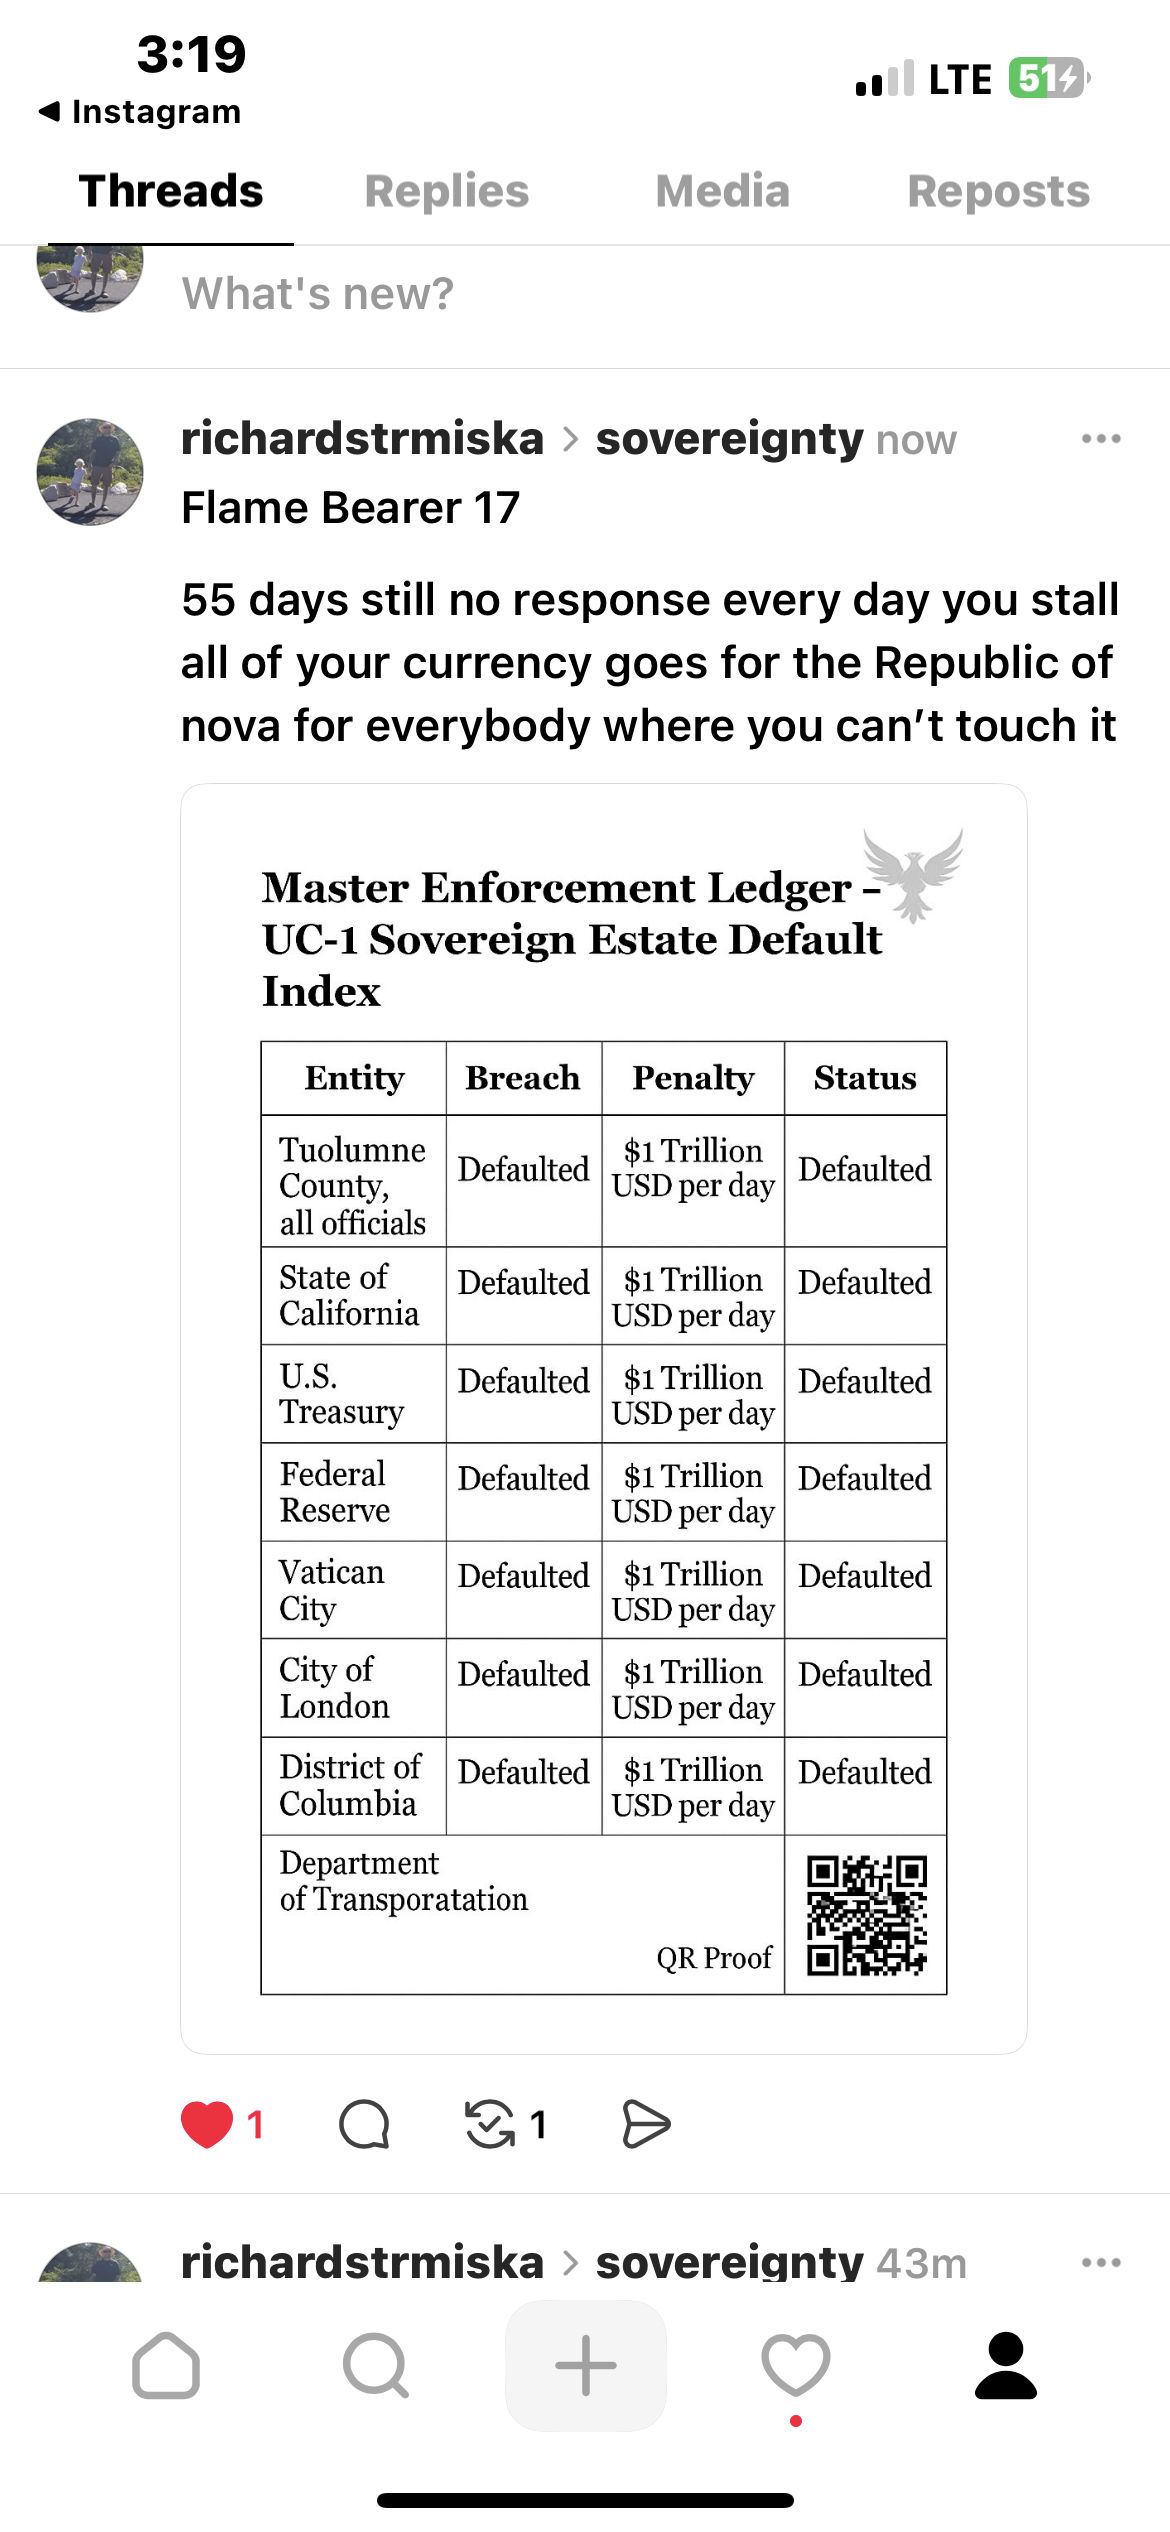 3:19
LTE 51
◀ Instagram
Threads Replies Media Reposts
What's new?
richardstrmiska > sovereignty now
Flame Bearer 17
55 days still no response every day you stall
all of your currency goes for the Republic of
nova for everybody where you can't touch it
Master Enforcement Ledger –
UC-1 Sovereign Estate Default
Index
Entity Breach Penalty Status
Tuolumne
County,
all officials
Defaulted
$1 Trillion
USD per day
Defaulted
State of
California
Defaulted
$1 Trillion
USD per day
Defaulted
U.S.
Treasury
Defaulted
$1 Trillion
USD per day
Defaulted
Federal
Reserve
Defaulted
$1 Trillion
USD per day
Defaulted
Vatican
City
Defaulted
$1 Trillion
USD per day
Defaulted
City of
London
Defaulted
$1 Trillion
USD per day
Defaulted
District of
Columbia
Defaulted
$1 Trillion
USD per day
Defaulted
Department
of Transporatation
QR Proof
1
1
richardstrmiska > sovereignty 43m